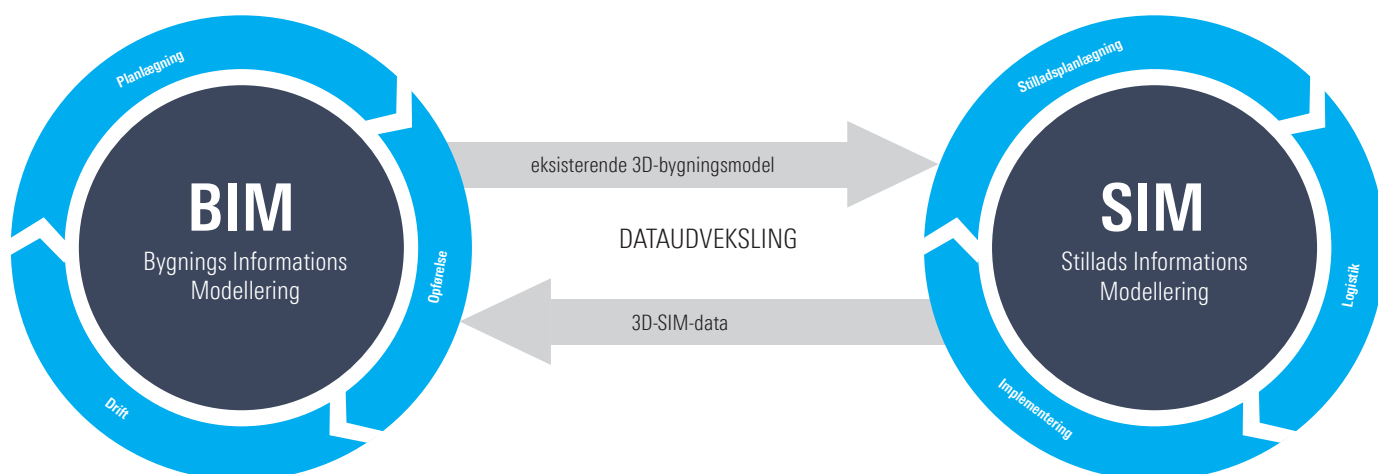 Planlægning
BIM
Bygnings Informations
Modellering
Opførelse
Drift
eksisterende 3D-bygningsmodel
DATAUDVEKSLING
3D-SIM-data
Stilladsplanlægning
SIM
Stillads Informations
Modellering
Logistik
Implementering